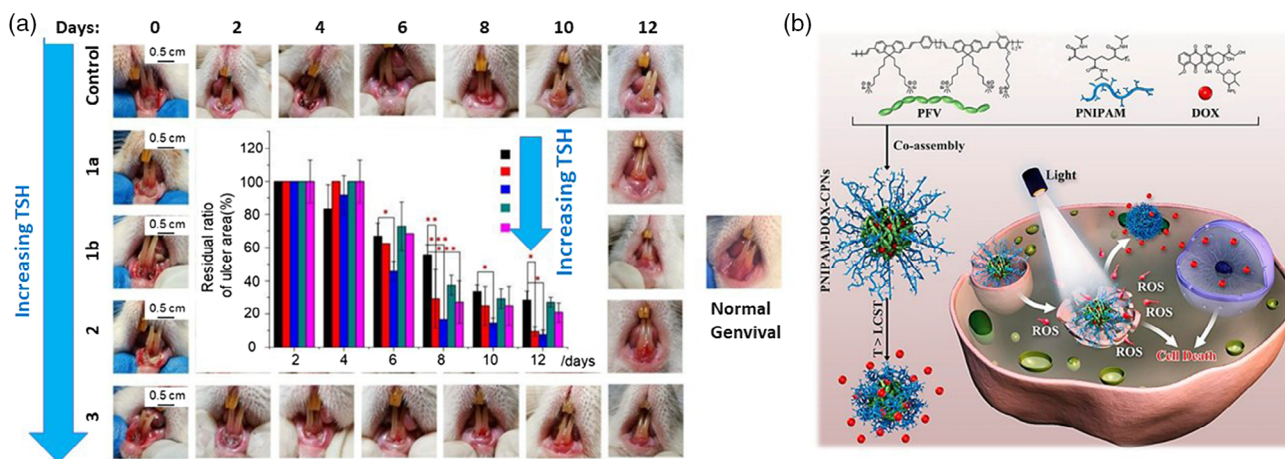 (a)
Days: 0 2 4 6 8 10 12
Increasing TSH
Control
0.5 cm
1a
0.5 cm
1b
0.5 cm
2
0.5 cm
3
0.5 cm
Residual ratio
of ulcer area(%)
120
100
80
60
40
20
0
2 4 6 8 10 12 /days
* ** *** *** * * *
Increasing TSH
Normal
Genvival
(b)
PFV
PNIPAM
DOX
Co-assembly
PNIPAM-DOX-CPNs
T > LCST
Light
ROS
ROS
ROS
ROS
Cell Death